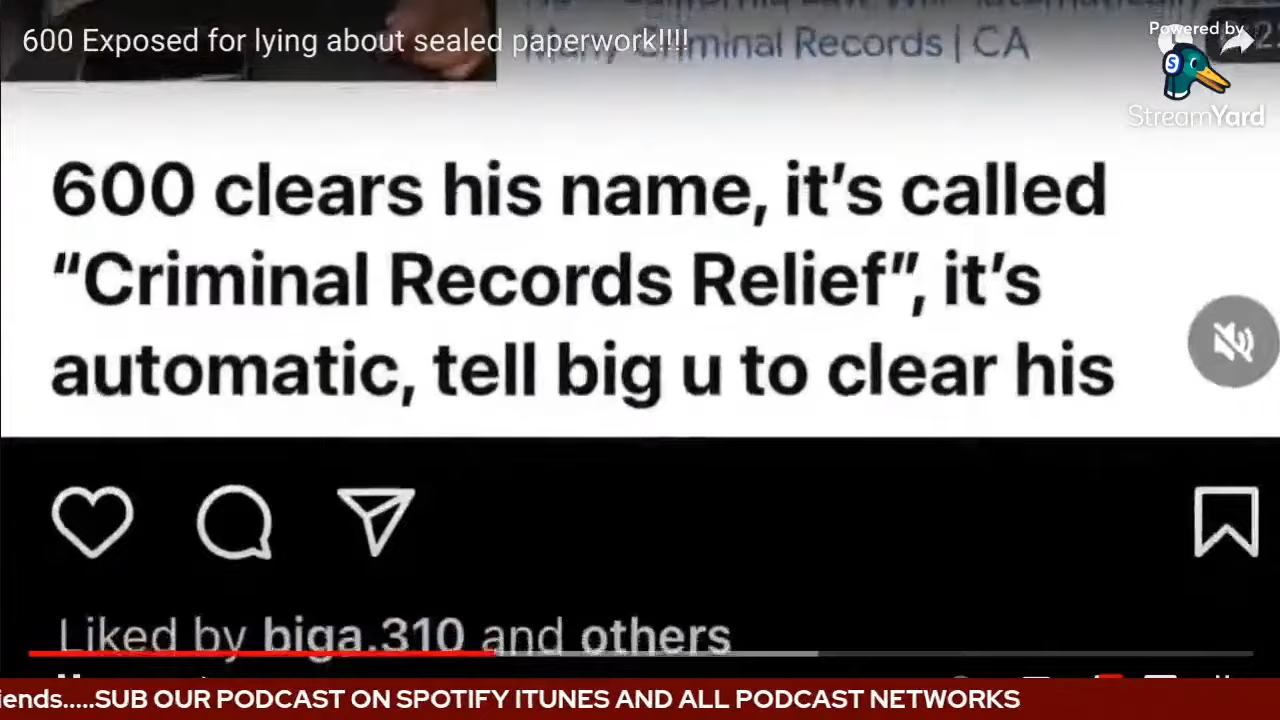 600 Exposed for lying about sealed paperwork!!!!
Criminal Records | CA
Powered by
StreamYard
600 clears his name, it’s called
“Criminal Records Relief”, it’s
automatic, tell big u to clear his
Liked by biga.310 and others
iends.....SUB OUR PODCAST ON SPOTIFY ITUNES AND ALL PODCAST NETWORKS